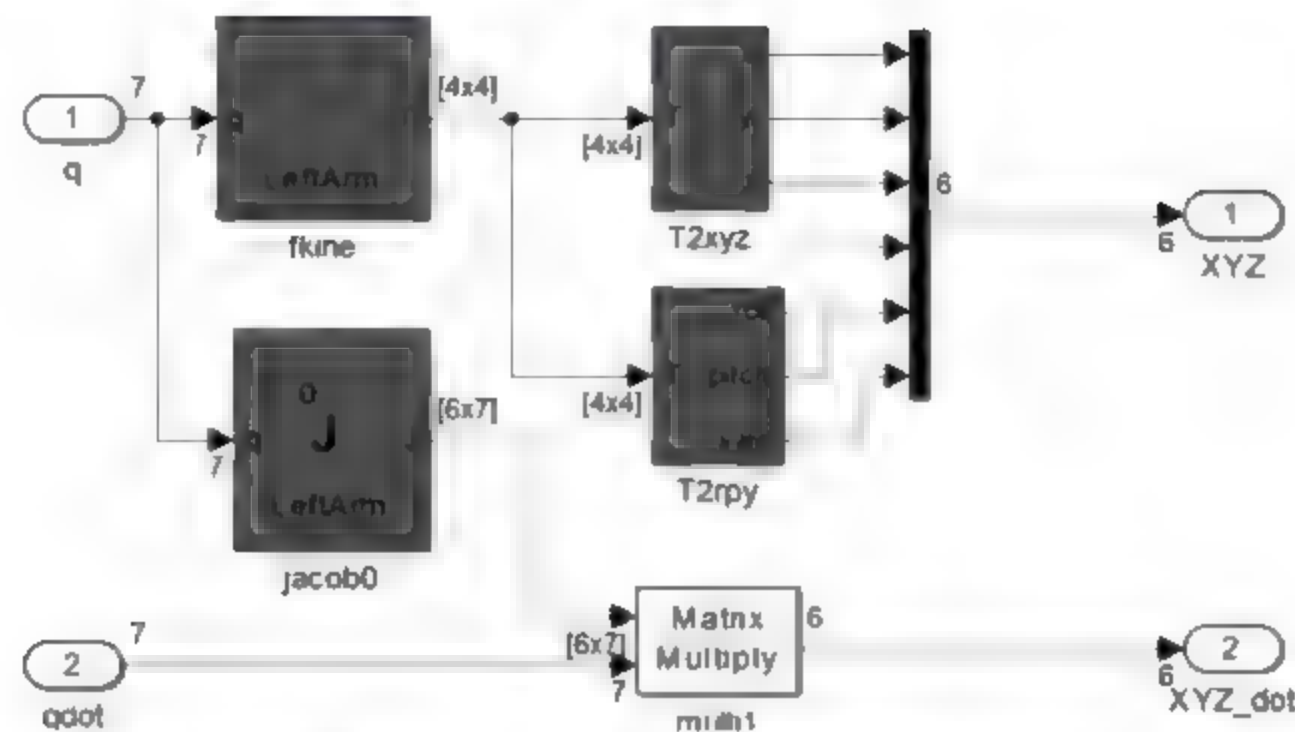 7
1
q
7
LeftArm
fkine
[4x4]
[4x4]
T2xyz
6
6
1
XYZ
7
0
J
LeftArm
jacob0
[6x7]
[4x4]
pitch
T2rpy
7
2
qdot
[6x7]
7
Matrix
Multiply
6
6
2
XYZ_dot